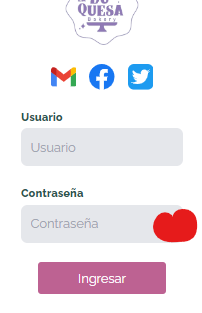 QUESA
Bakery
Usuario
Usuario
Contraseña
Contraseña
Ingresar